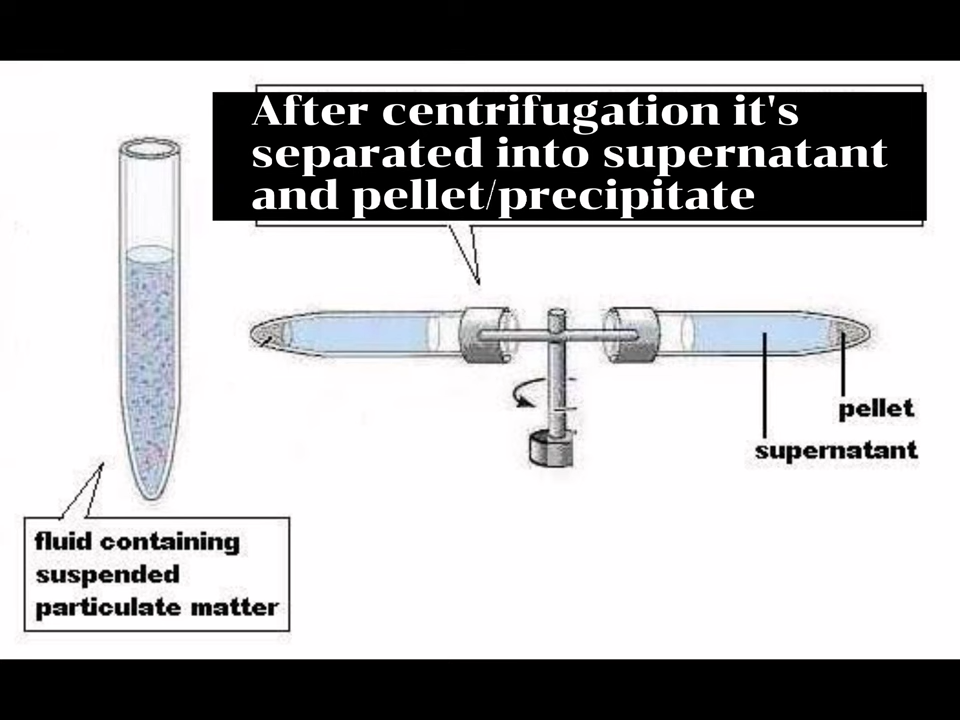 After centrifugation it's
separated into supernatant
and pellet/precipitate
pellet
supernatant
fluid containing
suspended
particulate matter